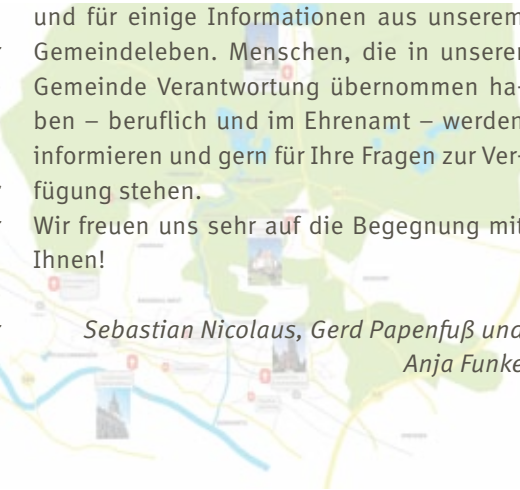 und für einige Informationen aus unserem
Gemeindeleben. Menschen, die in unserer
Gemeinde Verantwortung übernommen ha-
ben – beruflich und im Ehrenamt – werden
informieren und gern für Ihre Fragen zur Ver-
fügung stehen.
Wir freuen uns sehr auf die Begegnung mit
Ihnen!
Sebastian Nicolaus, Gerd Papenfuß und
Anja Funke